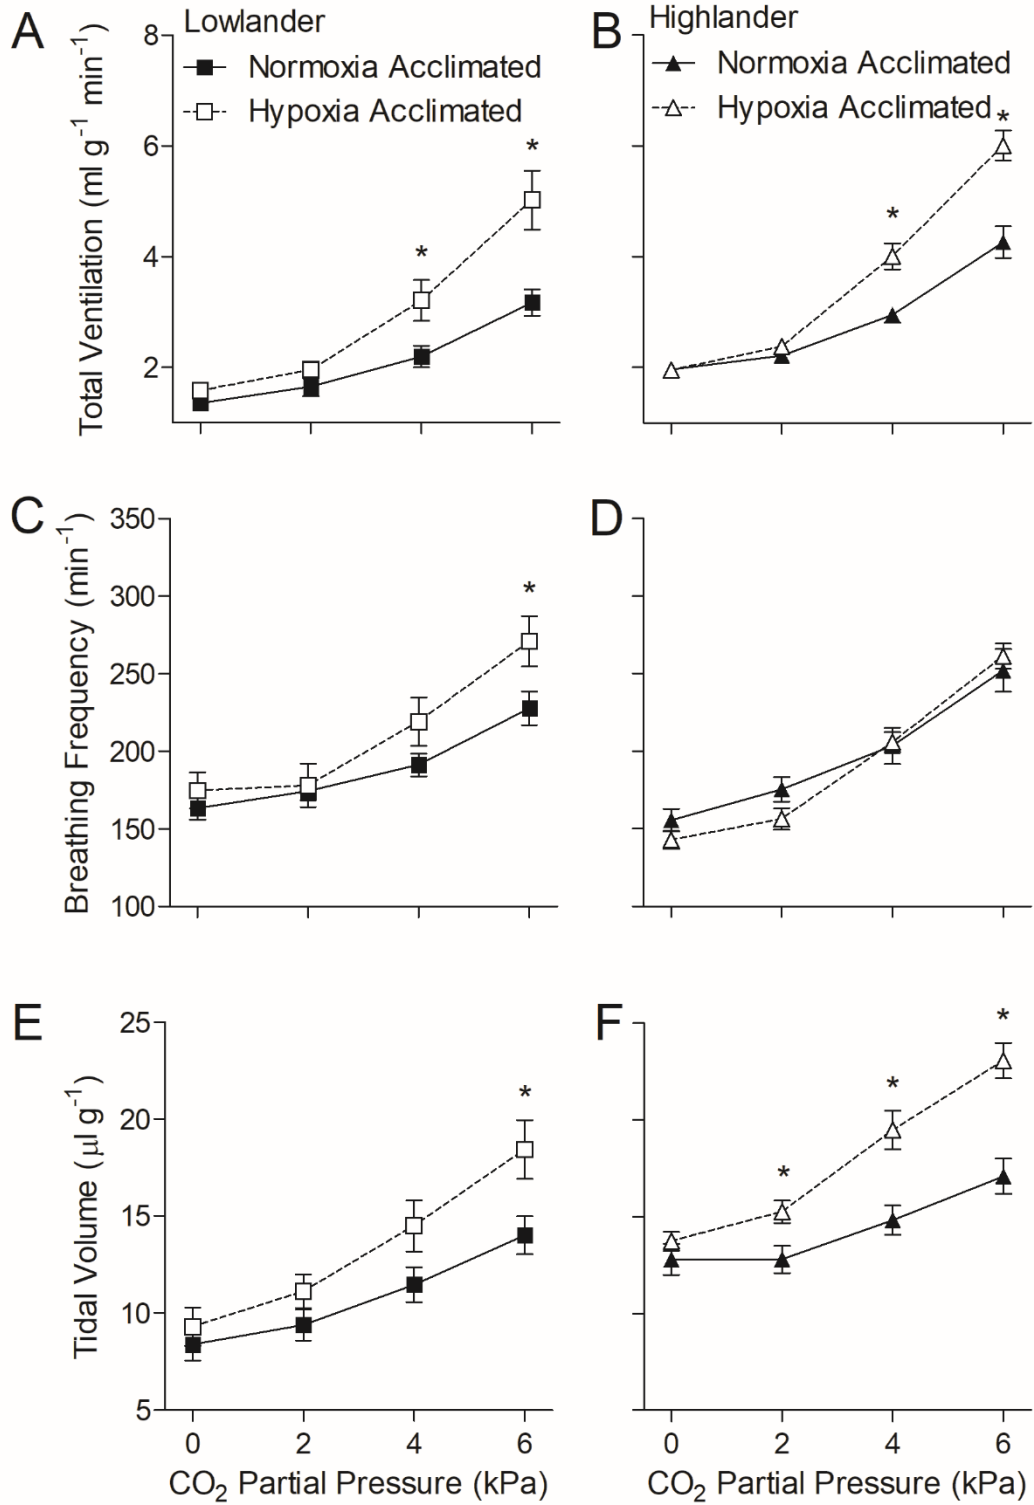 A Lowlander
Normoxia Acclimated
Hypoxia Acclimated
B Highlander
Normoxia Acclimated
Hypoxia Acclimated
*
*
*
*
Total Ventilation (ml g⁻¹ min⁻¹)
8
6
4
2
C
D
*
Breathing Frequency (min⁻¹)
350
300
250
200
150
100
E
F
*
*
*
*
Tidal Volume (µl g⁻¹)
25
20
15
10
5
0 2 4 6
CO₂ Partial Pressure (kPa)
0 2 4 6
CO₂ Partial Pressure (kPa)